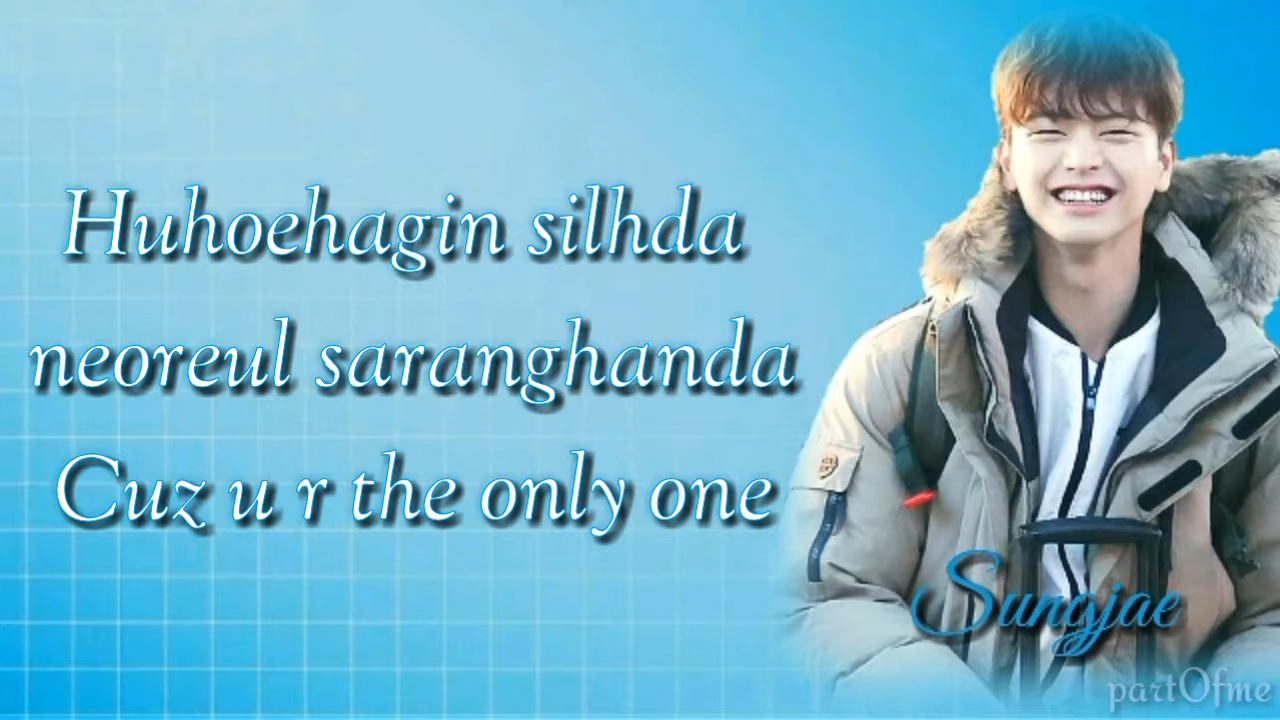 Huhoehagin silhda
neoreul saranghanda
Cuz u r the only one
Sungjae
partOfme